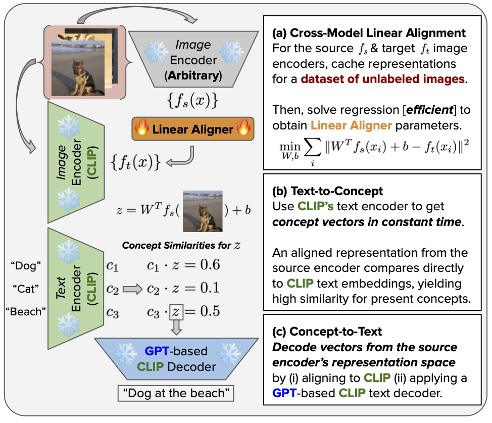 Image
Encoder
(Arbitrary)
{f_s(x)}
Linear Aligner
Image
Encoder
(CLIP)
{f_t(x)}
z = W^T f_s( ) + b
Concept Similarities for z
"Dog"
"Cat"
"Beach"
Text
Encoder
(CLIP)
c_1
c_2
c_3
c_1 · z = 0.6
c_2 · z = 0.1
c_3 · z = 0.5
GPT-based
CLIP Decoder
"Dog at the beach"
(a) Cross-Model Linear Alignment
For the source f_s & target f_t image
encoders, cache representations
for a dataset of unlabeled images.
Then, solve regression [efficient] to
obtain Linear Aligner parameters.
min_{W,b} ∑_i ‖W^T f_s(x_i) + b − f_t(x_i)‖^2
(b) Text-to-Concept
Use CLIP's text encoder to get
concept vectors in constant time.
An aligned representation from the
source encoder compares directly
to CLIP text embeddings, yielding
high similarity for present concepts.
(c) Concept-to-Text
Decode vectors from the source
encoder's representation space
by (i) aligning to CLIP (ii) applying a
GPT-based CLIP text decoder.